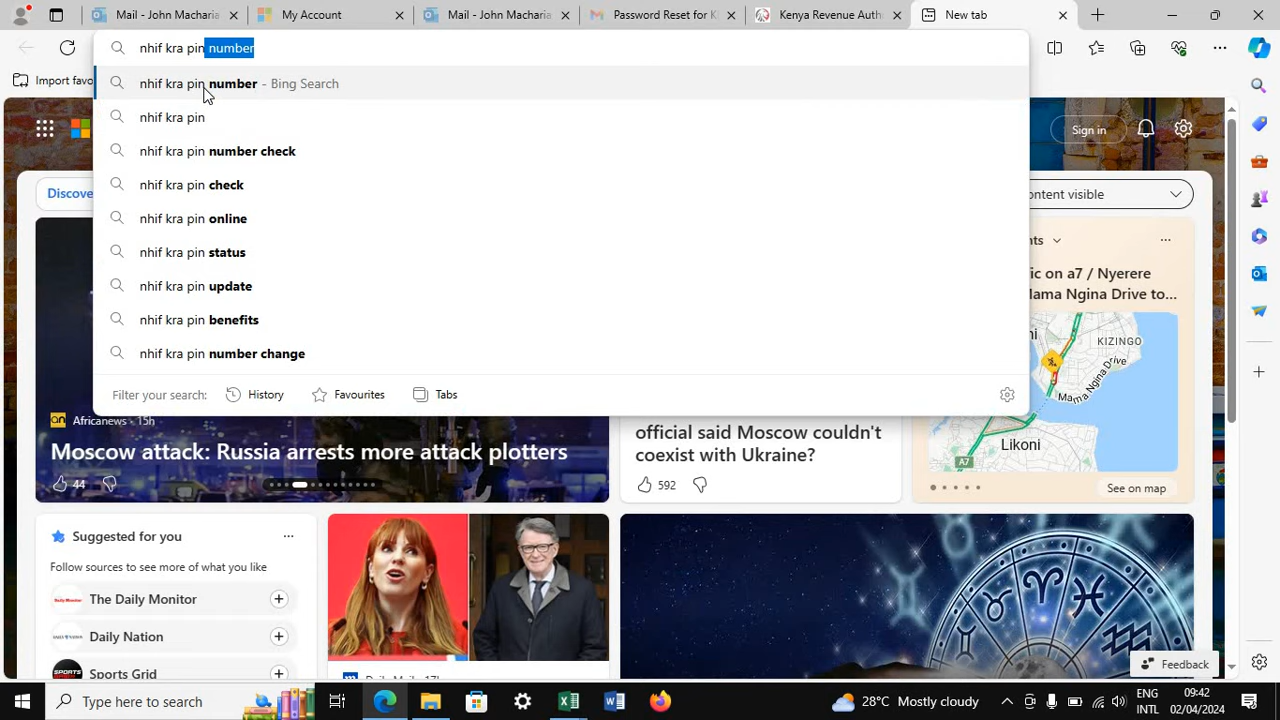 Mail - John Macharia
My Account
Mail - John Macharia
Password Reset for K
Kenya Revenue Auth
New tab
nhif kra pin number
Import favo
nhif kra pin number - Bing Search
nhif kra pin
nhif kra pin number check
nhif kra pin check
nhif kra pin online
nhif kra pin status
nhif kra pin update
nhif kra pin benefits
nhif kra pin number change
Filter your search:
History
Favourites
Tabs
Sign in
Discove
ontent visible
nts
ic on a7 / Nyerere
Mama Ngina Drive to...
KIZINGO
Mama Ngina Drive
Likoni
A7
See on map
an
Africanews · 15h
Moscow attack: Russia arrests more attack plotters
44
official said Moscow couldn't
coexist with Ukraine?
592
Suggested for you
Follow sources to see more of what you like
The Daily Monitor
Daily Nation
Sports Grid
Feedback
Type here to search
28°C Mostly cloudy
ENG
INTL
09:42
02/04/2024